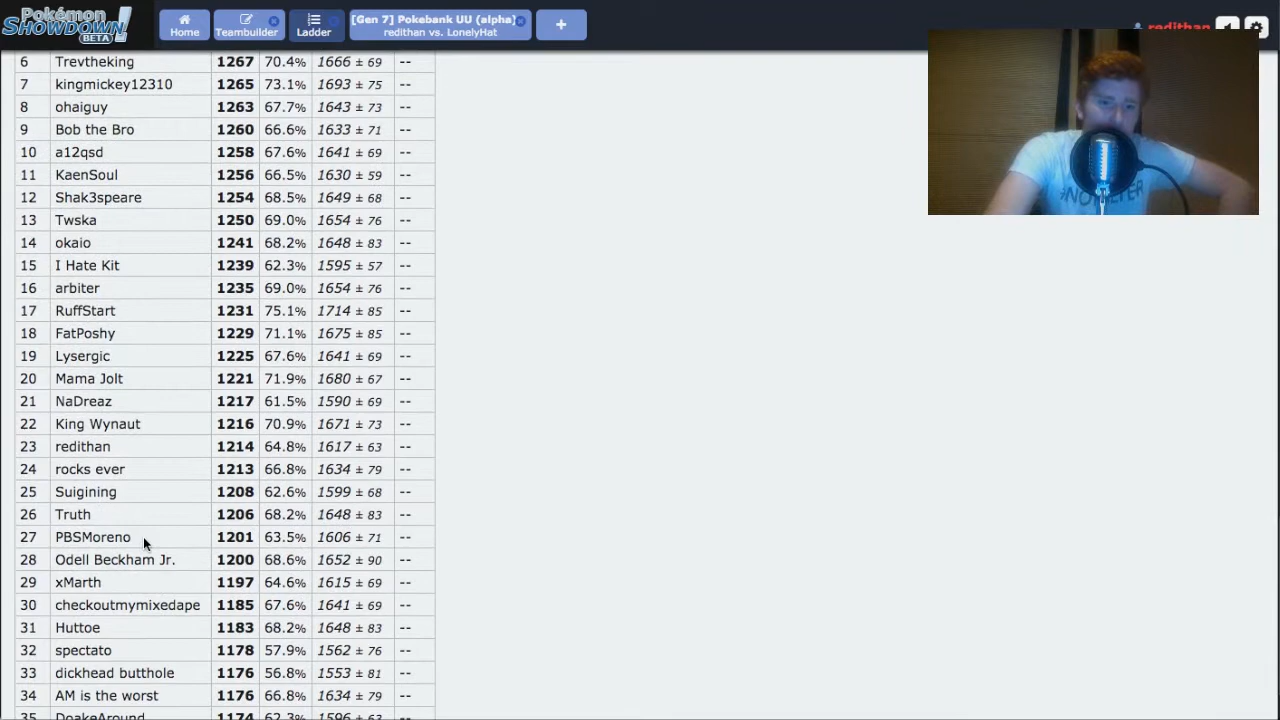 Pokémon SHOWDOWN! BETA
Home
Teambuilder
Ladder
[Gen 7] Pokebank UU (alpha)
redithan vs. LonelyHat
+
redithan
6 Trevtheking 1267 70.4% 1666 ± 69 --
7 kingmickey12310 1265 73.1% 1693 ± 75 --
8 ohaiguy 1263 67.7% 1643 ± 73 --
9 Bob the Bro 1260 66.6% 1633 ± 71 --
10 a12qsd 1258 67.6% 1641 ± 69 --
11 KaenSoul 1256 66.5% 1630 ± 59 --
12 Shak3speare 1254 68.5% 1649 ± 68 --
13 Twska 1250 69.0% 1654 ± 76 --
14 okaio 1241 68.2% 1648 ± 83 --
15 I Hate Kit 1239 62.3% 1595 ± 57 --
16 arbiter 1235 69.0% 1654 ± 76 --
17 RuffStart 1231 75.1% 1714 ± 85 --
18 FatPoshy 1229 71.1% 1675 ± 85 --
19 Lysergic 1225 67.6% 1641 ± 69 --
20 Mama Jolt 1221 71.9% 1680 ± 67 --
21 NaDreaz 1217 61.5% 1590 ± 69 --
22 King Wynaut 1216 70.9% 1671 ± 73 --
23 redithan 1214 64.8% 1617 ± 63 --
24 rocks ever 1213 66.8% 1634 ± 79 --
25 Suigining 1208 62.6% 1599 ± 68 --
26 Truth 1206 68.2% 1648 ± 83 --
27 PBSMoreno 1201 63.5% 1606 ± 71 --
28 Odell Beckham Jr. 1200 68.6% 1652 ± 90 --
29 xMarth 1197 64.6% 1615 ± 69 --
30 checkoutmymixedape 1185 67.6% 1641 ± 69 --
31 Huttoe 1183 68.2% 1648 ± 83 --
32 spectato 1178 57.9% 1562 ± 76 --
33 dickhead butthole 1176 56.8% 1553 ± 81 --
34 AM is the worst 1176 66.8% 1634 ± 79 --
35 DoakeAround 1174 62.3% 1596 ± 63 --